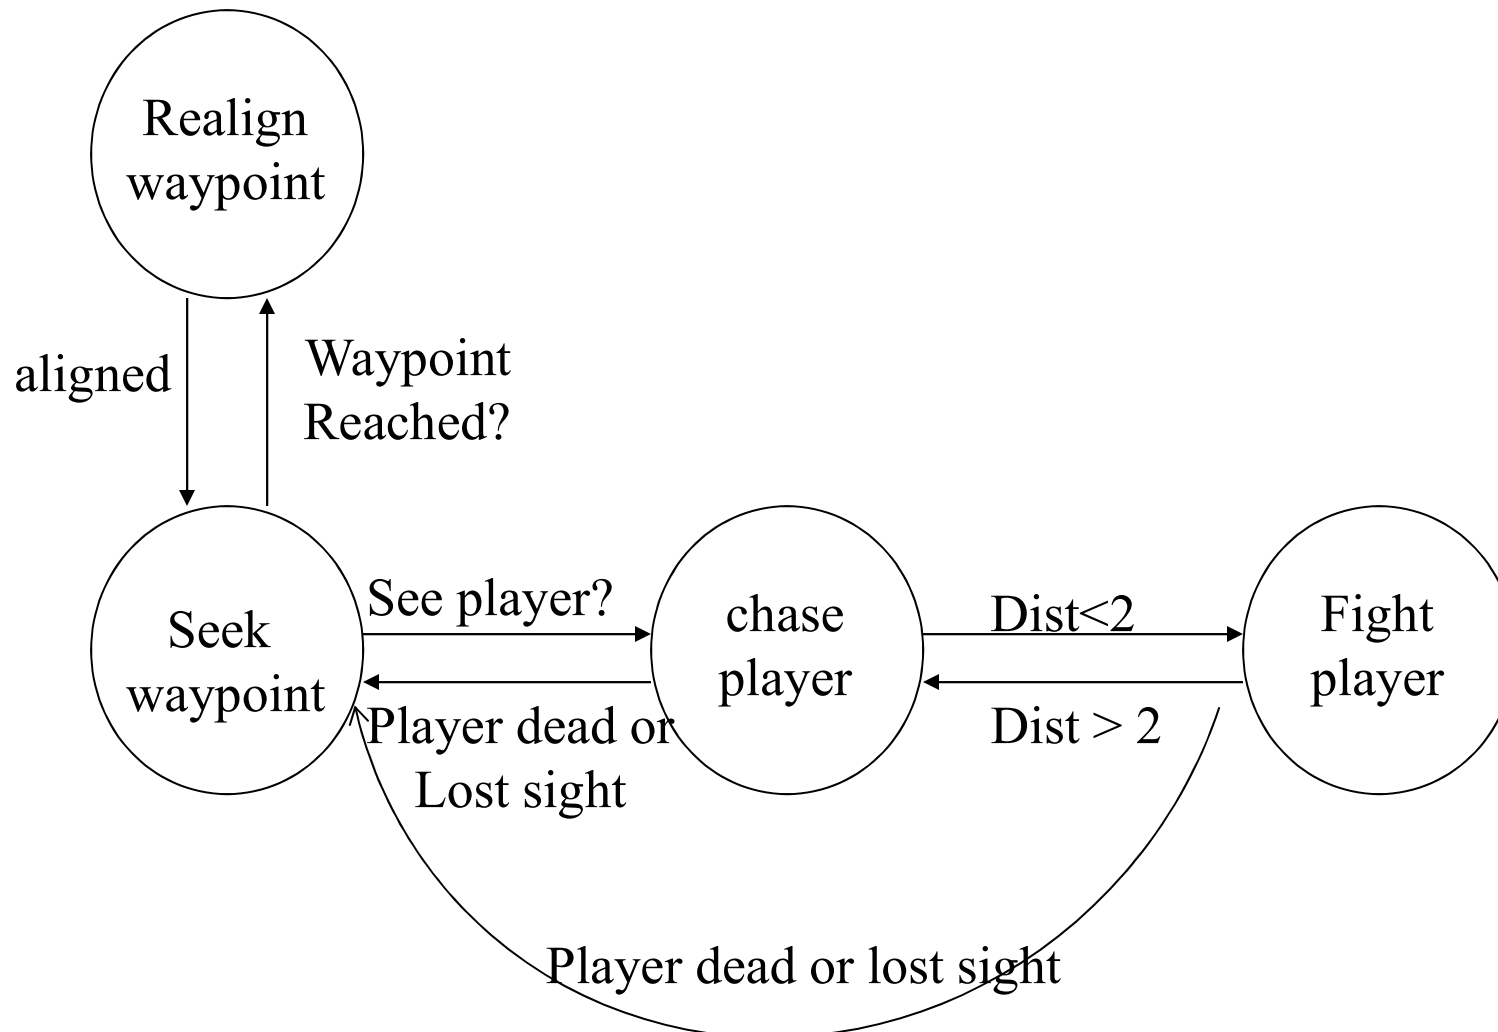 Realign
waypoint
aligned
Waypoint
Reached?
Seek
waypoint
See player?
Player dead or
Lost sight
chase
player
Dist<2
Dist > 2
Fight
player
Player dead or lost sight